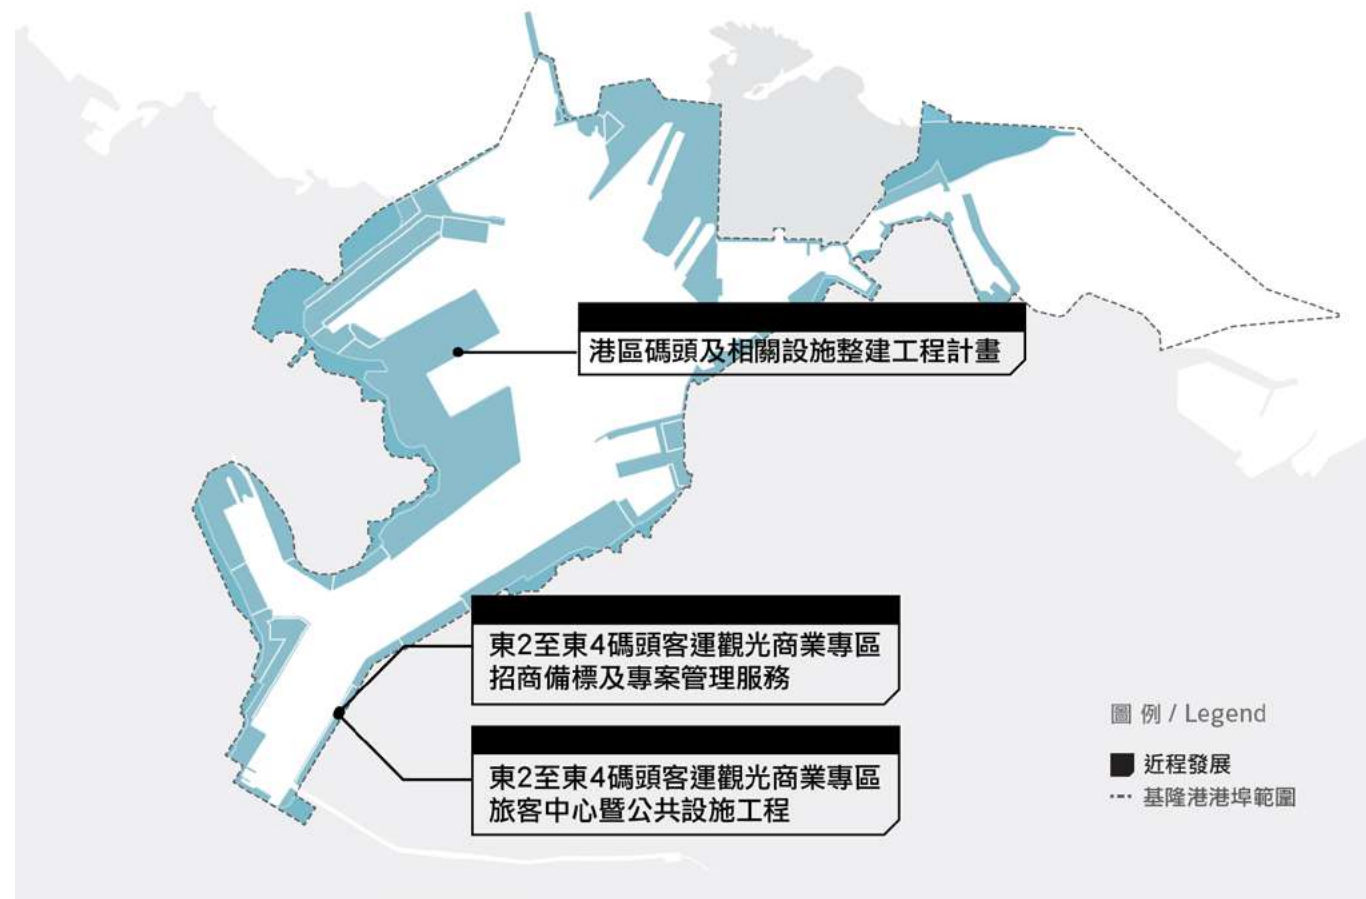 港區碼頭及相關設施整建工程計畫
東2至東4碼頭客運觀光商業專區
招商備標及專案管理服務
東2至東4碼頭客運觀光商業專區
旅客中心暨公共設施工程
圖 例 / Legend
近程發展
基隆港港埠範圍